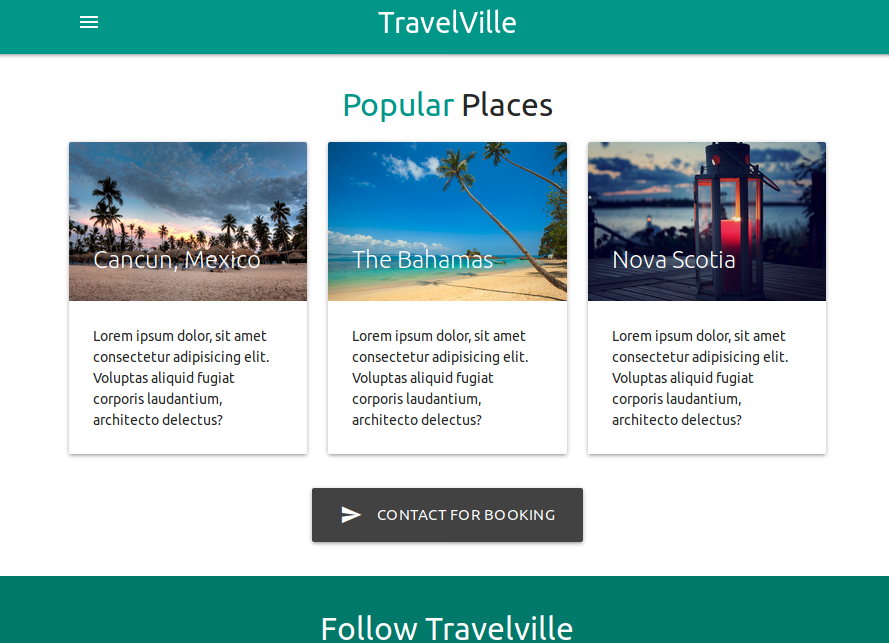 TravelVille
Popular Places
Cancun, Mexico
Lorem ipsum dolor, sit amet
consectetur adipisicing elit.
Voluptas aliquid fugiat
corporis laudantium,
architecto delectus?
The Bahamas
Lorem ipsum dolor, sit amet
consectetur adipisicing elit.
Voluptas aliquid fugiat
corporis laudantium,
architecto delectus?
Nova Scotia
Lorem ipsum dolor, sit amet
consectetur adipisicing elit.
Voluptas aliquid fugiat
corporis laudantium,
architecto delectus?
CONTACT FOR BOOKING
Follow Travelville